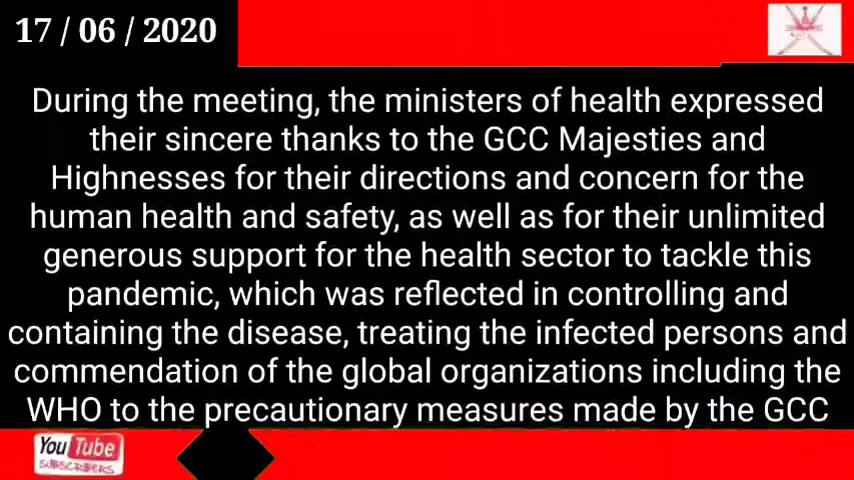 17 / 06 / 2020
During the meeting, the ministers of health expressed
their sincere thanks to the GCC Majesties and
Highnesses for their directions and concern for the
human health and safety, as well as for their unlimited
generous support for the health sector to tackle this
pandemic, which was reflected in controlling and
containing the disease, treating the infected persons and
commendation of the global organizations including the
WHO to the precautionary measures made by the GCC
You Tube
SUBSCRIBERS